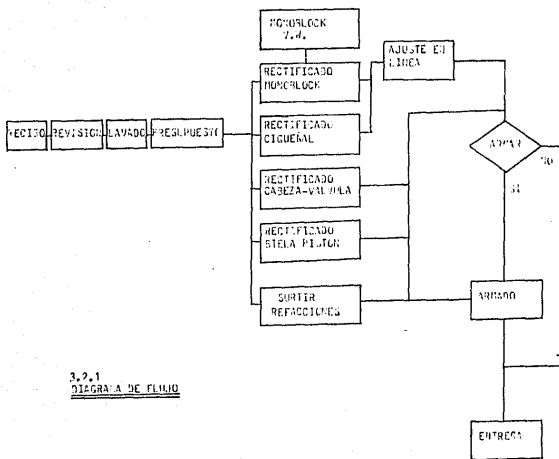 MONOBLOCK
V.W.
AJUSTE EN
LINEA
RECTIFICADO
MONOBLOCK
RECIBO REVISION LAVADO PRESUPUESTO
RECTIFICADO
CIGUEÑAL
ARMAR
NO
SI
RECTIFICADO
CABEZA-VALVULA
RECTIFICADO
BIELA PISTON
SURTIR
REFACCIONES
ARMADO
3.2.1
DIAGRAMA DE FLUJO
ENTREGA